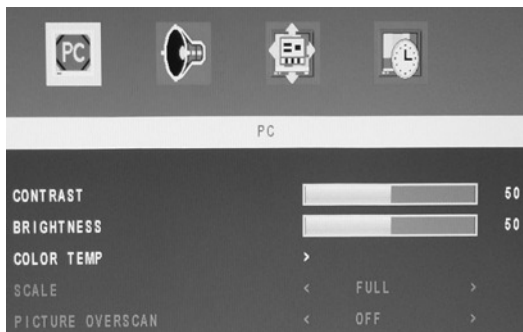 PC
PC
CONTRAST 50
BRIGHTNESS 50
COLOR TEMP >
SCALE < FULL >
PICTURE OVERSCAN < OFF >